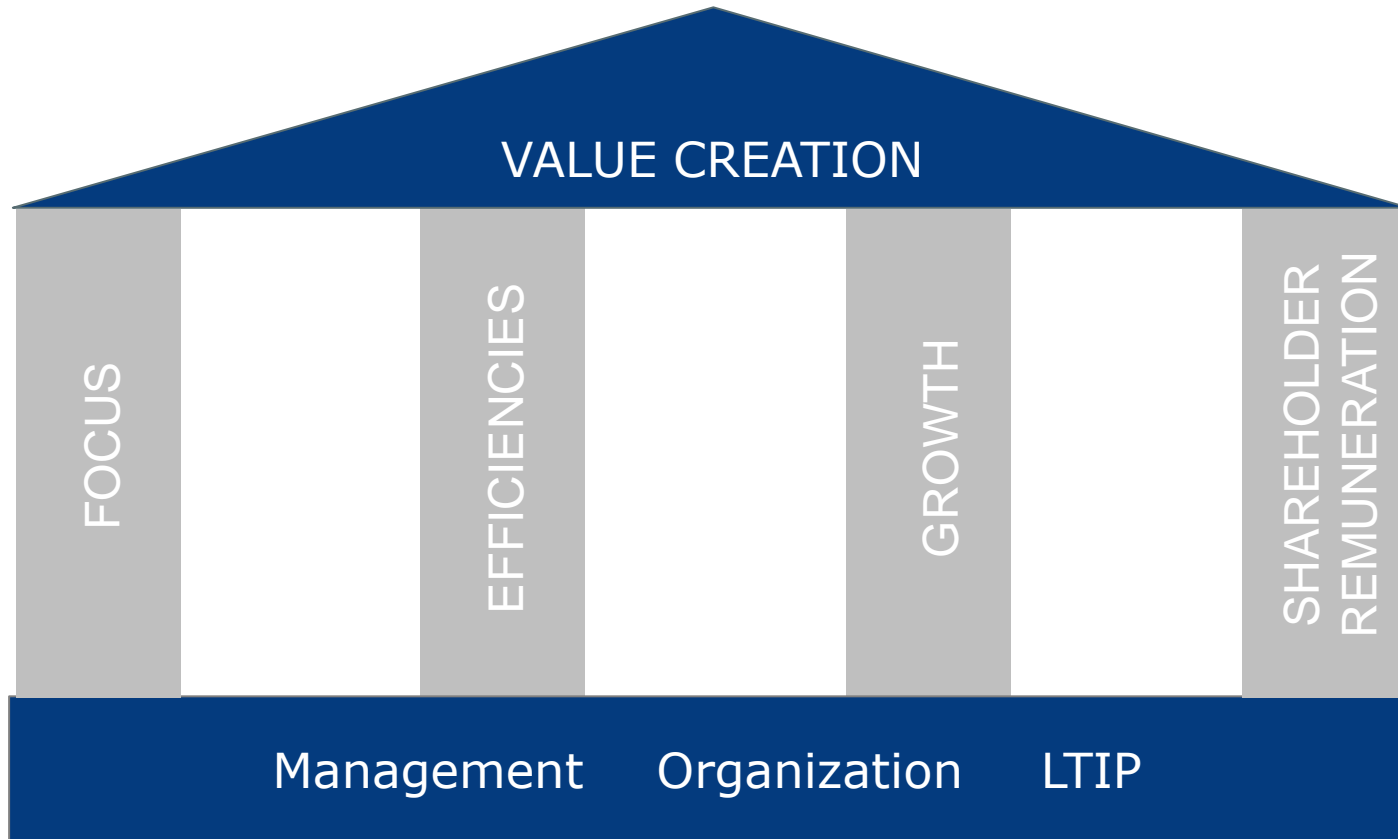 VALUE CREATION
FOCUS
EFFICIENCIES
GROWTH
SHAREHOLDER
REMUNERATION
Management Organization LTIP